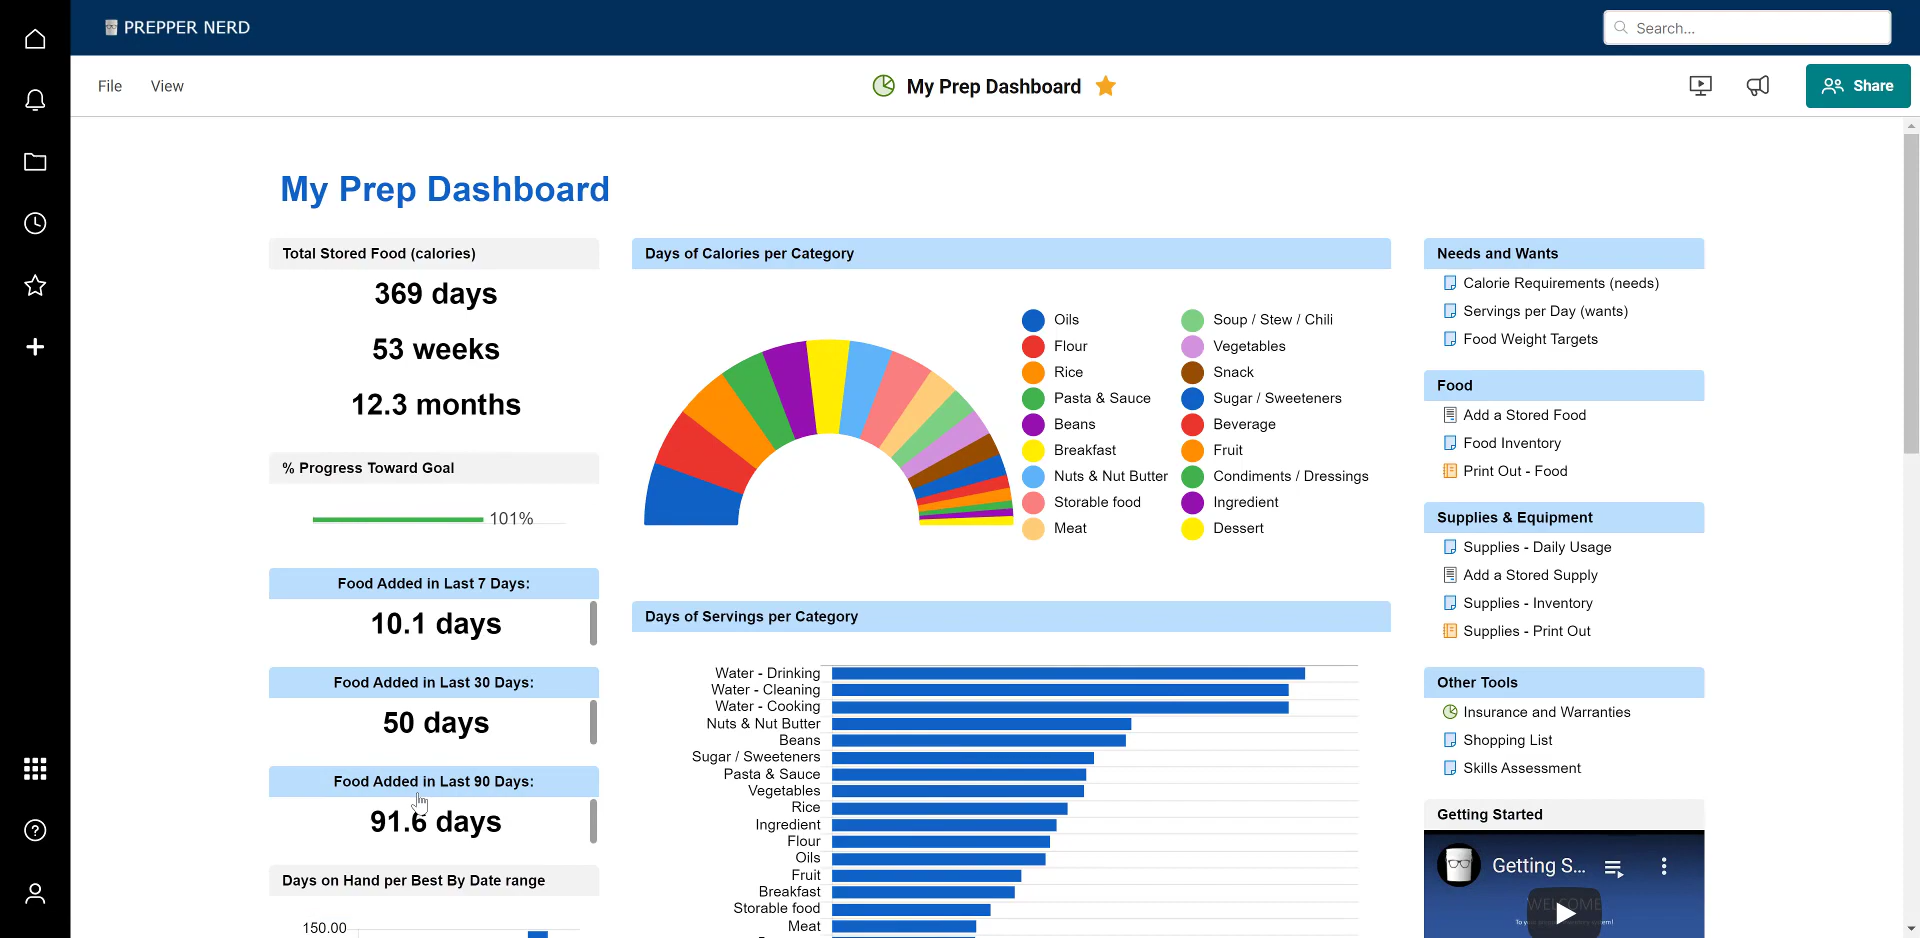 PREPPER NERD
Search...
File
View
My Prep Dashboard
Share
My Prep Dashboard
Total Stored Food (calories)
369 days
53 weeks
12.3 months
% Progress Toward Goal
101%
Food Added in Last 7 Days:
10.1 days
Food Added in Last 30 Days:
50 days
Food Added in Last 90 Days:
91.6 days
Days on Hand per Best By Date range
150.00
Days of Calories per Category
Oils
Flour
Rice
Pasta & Sauce
Beans
Breakfast
Nuts & Nut Butter
Storable food
Meat
Soup / Stew / Chili
Vegetables
Snack
Sugar / Sweeteners
Beverage
Fruit
Condiments / Dressings
Ingredient
Dessert
Days of Servings per Category
Water - Drinking
Water - Cleaning
Water - Cooking
Nuts & Nut Butter
Beans
Sugar / Sweeteners
Pasta & Sauce
Vegetables
Rice
Ingredient
Flour
Oils
Fruit
Breakfast
Storable food
Meat
Needs and Wants
Calorie Requirements (needs)
Servings per Day (wants)
Food Weight Targets
Food
Add a Stored Food
Food Inventory
Print Out - Food
Supplies & Equipment
Supplies - Daily Usage
Add a Stored Supply
Supplies - Inventory
Supplies - Print Out
Other Tools
Insurance and Warranties
Shopping List
Skills Assessment
Getting Started
Getting S...
WELCOME